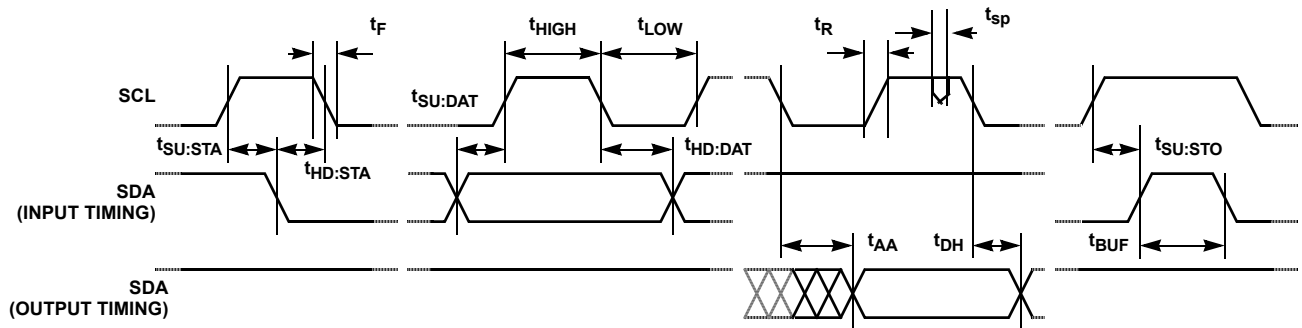 tF
tHIGH
tLOW
tR
tsp
SCL
tSU:DAT
tSU:STA
tHD:STA
tHD:DAT
tSU:STO
SDA
(INPUT TIMING)
tAA
tDH
tBUF
SDA
(OUTPUT TIMING)